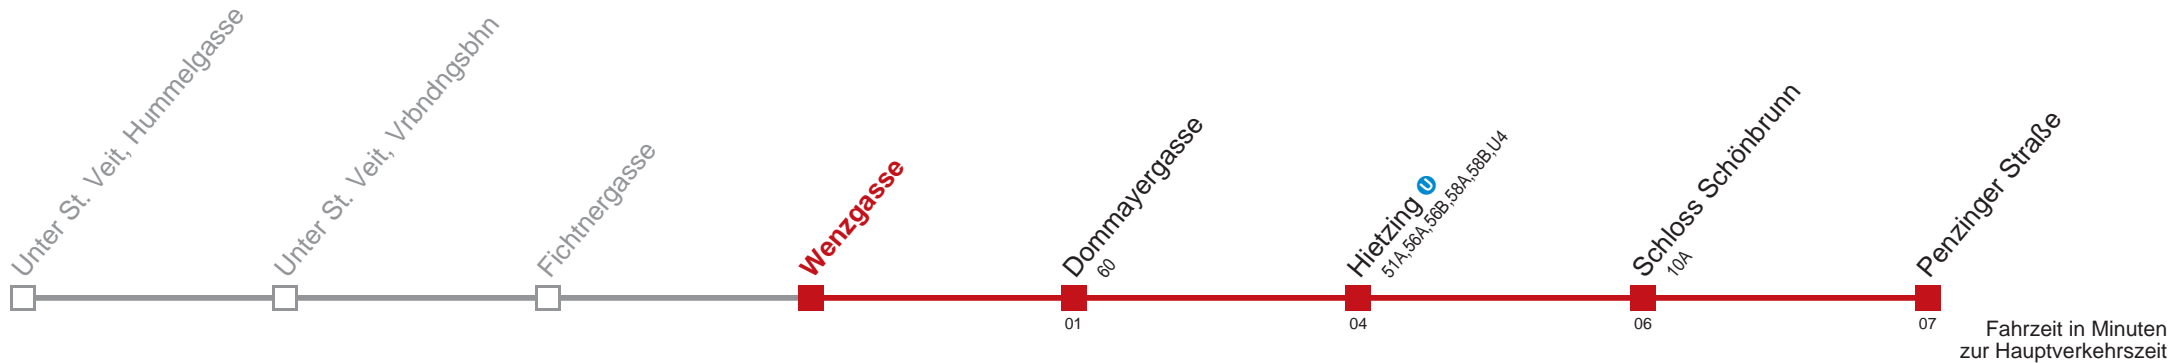 Unter St. Veit, Hummelgasse
Unter St. Veit, Vrbndngsbhn
Fichtnergasse
Wenzgasse
Dommayergasse
60
Hietzing U
51A,56A,56B,58A,58B,U4
Schloss Schönbrunn
10A
Penzinger Straße
01
04
06
07
Fahrzeit in Minuten
zur Hauptverkehrszeit